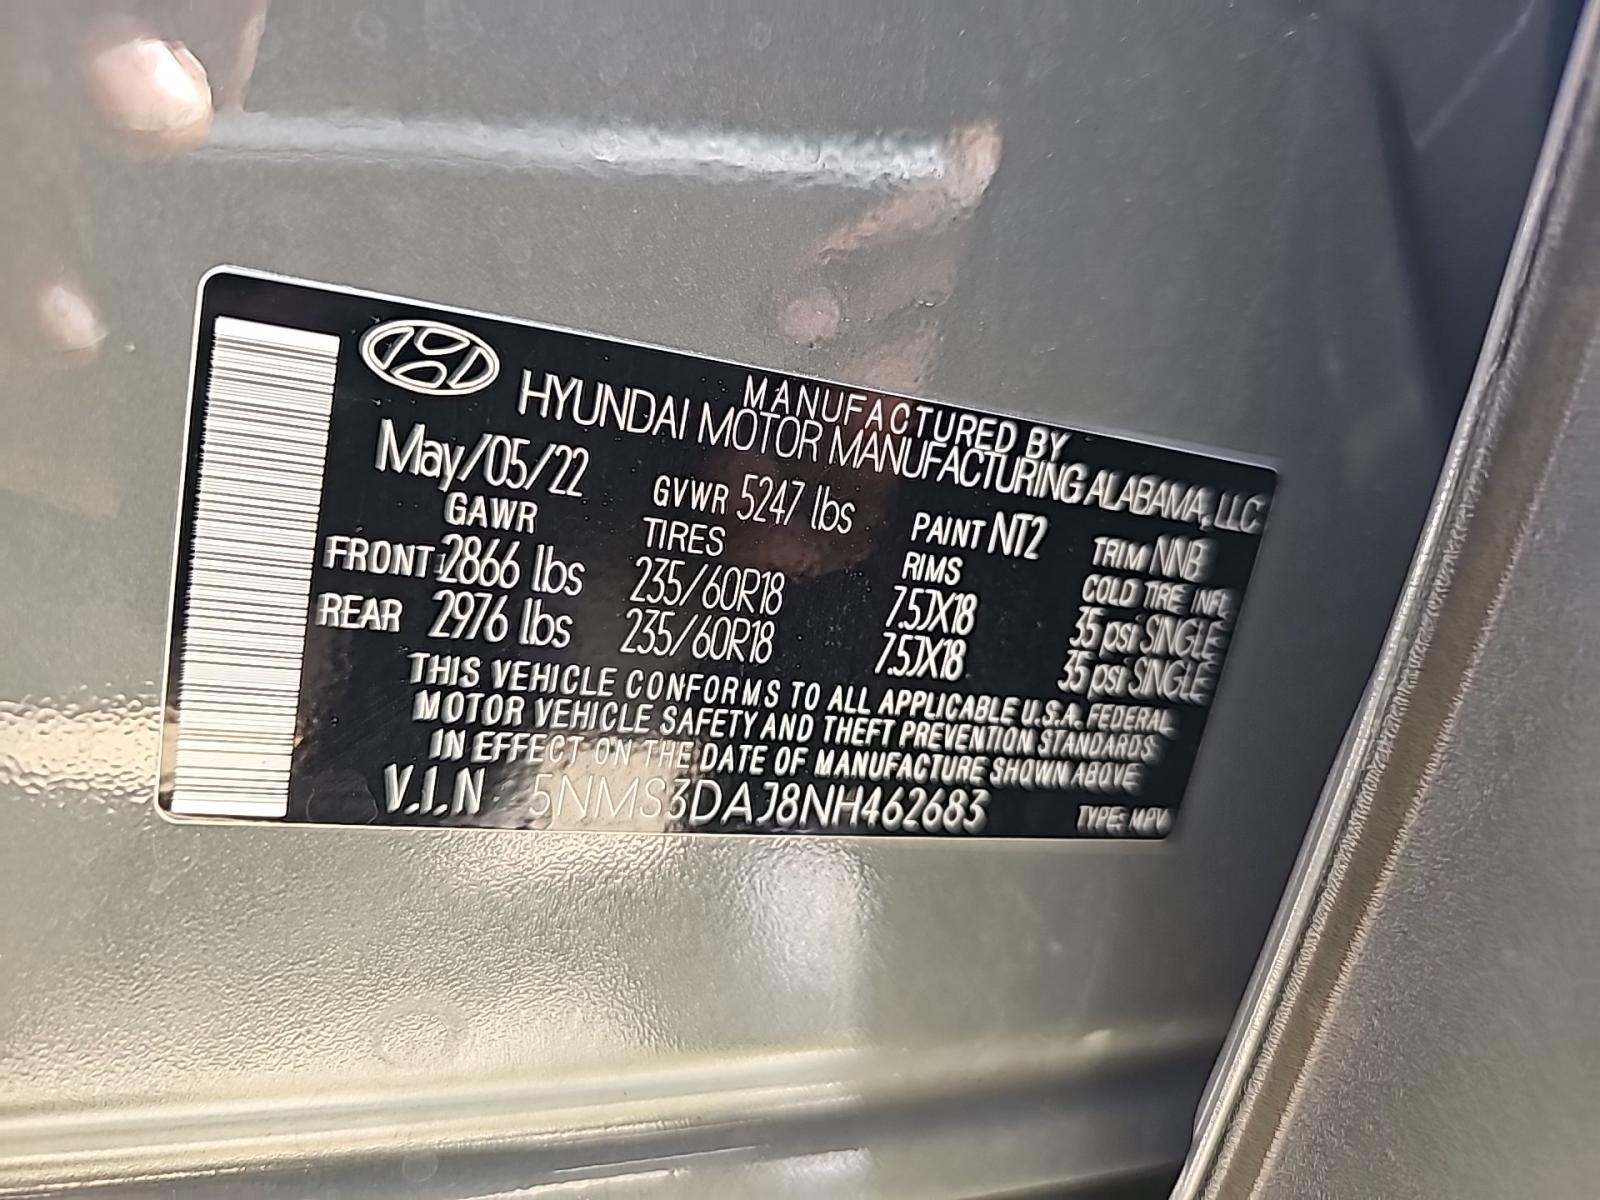 MANUFACTURED BY
HYUNDAI MOTOR MANUFACTURING ALABAMA, LLC
May/05/22 GVWR 5247 lbs PAINT NT2 TRIM NNB
GAWR TIRES RIMS COLD TIRE INFL
FRONT: 2866 lbs 235/60R18 7.5JX18 35 psi SINGLE
REAR 2976 lbs 235/60R18 7.5JX18 35 psi SINGLE
THIS VEHICLE CONFORMS TO ALL APPLICABLE U.S.A. FEDERAL
MOTOR VEHICLE SAFETY AND THEFT PREVENTION STANDARDS
IN EFFECT ON THE DATE OF MANUFACTURE SHOWN ABOVE
V.I.N 5NMS3DAJ8NH462683 TYPE: MPV